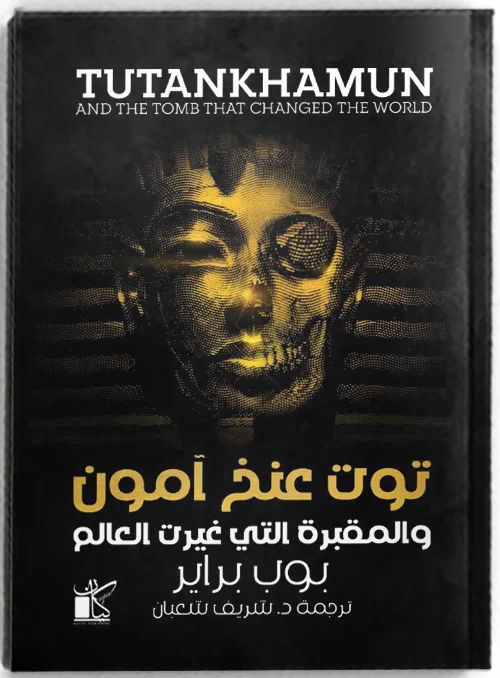 TUTANKHAMUN
AND THE TOMB THAT CHANGED THE WORLD
توت عنخ آمون
والمقبرة التي غيرت العالم
بوب براير
ترجمة د. شريف شعبان
كيان